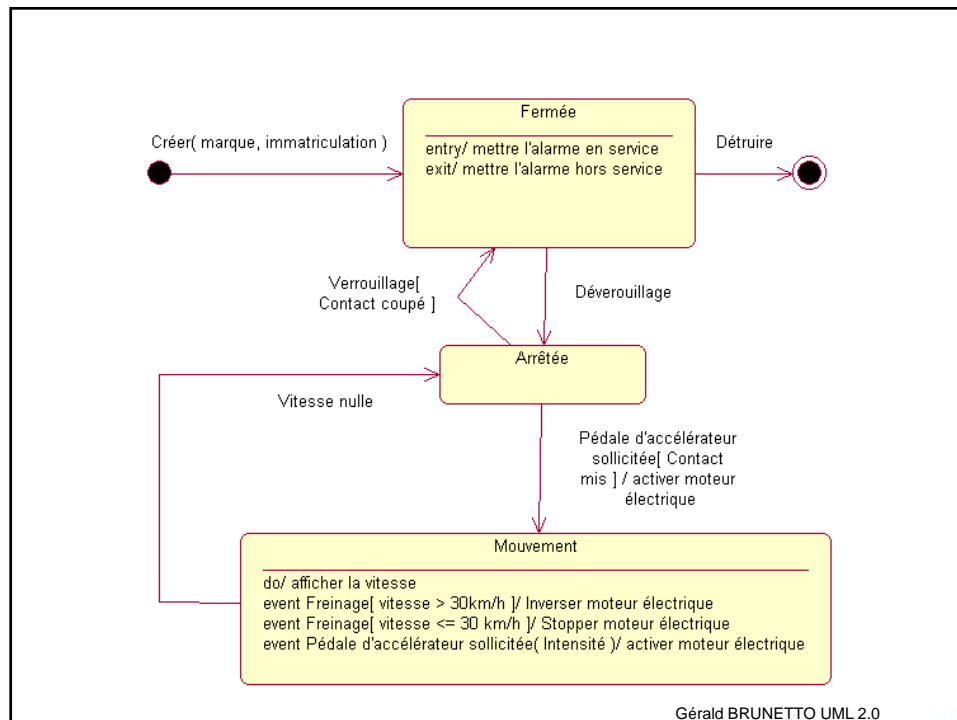 Fermée
Créer( marque, immatriculation )
entry/ mettre l'alarme en service
exit/ mettre l'alarme hors service
Détruire
Verrouillage[
Contact coupé ]
Déverouillage
Arrêtée
Vitesse nulle
Pédale d'accélérateur
sollicitée[ Contact
mis ] / activer moteur
électrique
Mouvement
do/ afficher la vitesse
event Freinage[ vitesse > 30km/h ]/ Inverser moteur électrique
event Freinage[ vitesse <= 30 km/h ]/ Stopper moteur électrique
event Pédale d'accélérateur sollicitée( Intensité )/ activer moteur électrique
Gérald BRUNETTO UML 2.0